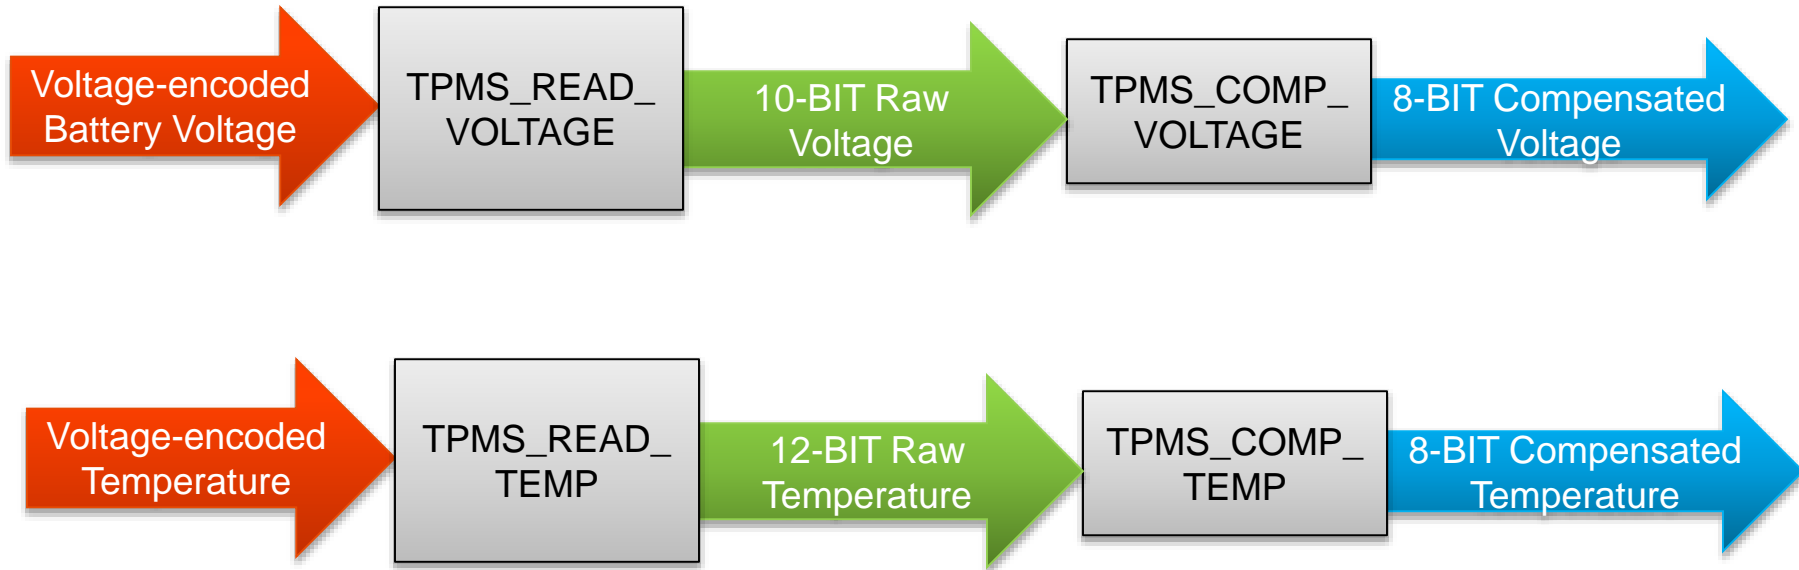 Voltage-encoded
Battery Voltage
TPMS_READ_
VOLTAGE
10-BIT Raw
Voltage
TPMS_COMP_
VOLTAGE
8-BIT Compensated
Voltage
Voltage-encoded
Temperature
TPMS_READ_
TEMP
12-BIT Raw
Temperature
TPMS_COMP_
TEMP
8-BIT Compensated
Temperature